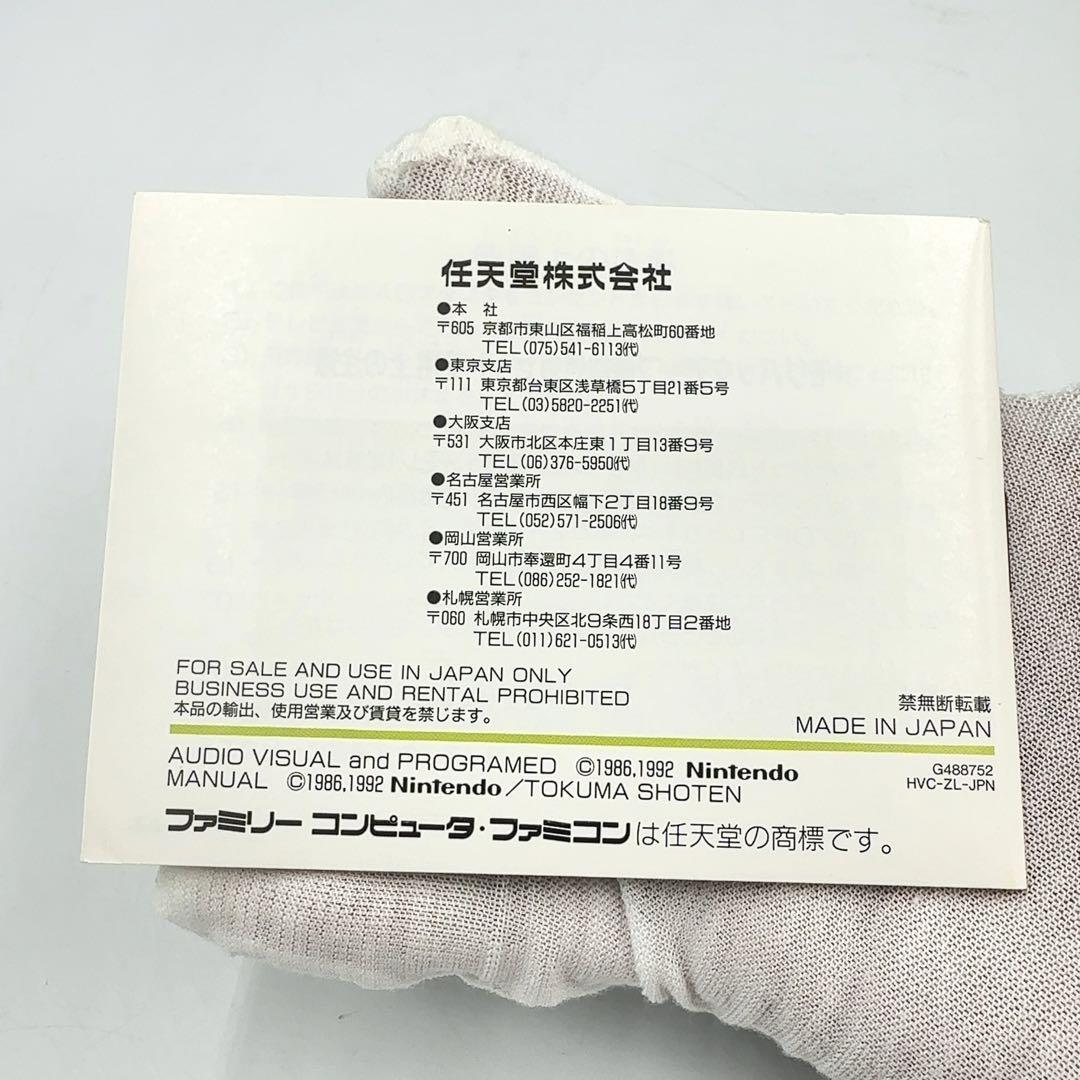 任天堂株式会社
●本 社
〒605 京都市東山区福稲上高松町60番地
TEL(075)541-6113㈹
●東京支店
〒111 東京都台東区浅草橋5丁目21番5号
TEL(03)5820-2251㈹
●大阪支店
〒531 大阪市北区本庄東1丁目13番9号
TEL(06)376-5950㈹
●名古屋営業所
〒451 名古屋市西区幅下2丁目18番9号
TEL(052)571-2506㈹
●岡山営業所
〒700 岡山市奉還町4丁目4番11号
TEL(086)252-1821㈹
●札幌営業所
〒060 札幌市中央区北9条西18丁目2番地
TEL(011)621-0513㈹
FOR SALE AND USE IN JAPAN ONLY
BUSINESS USE AND RENTAL PROHIBITED
本品の輸出、使用営業及び賃貸を禁じます。
禁無断転載
MADE IN JAPAN
AUDIO VISUAL and PROGRAMED ©1986,1992 Nintendo
MANUAL ©1986,1992 Nintendo/TOKUMA SHOTEN
G488752
HVC-ZL-JPN
ファミリー コンピュータ・ファミコンは任天堂の商標です。